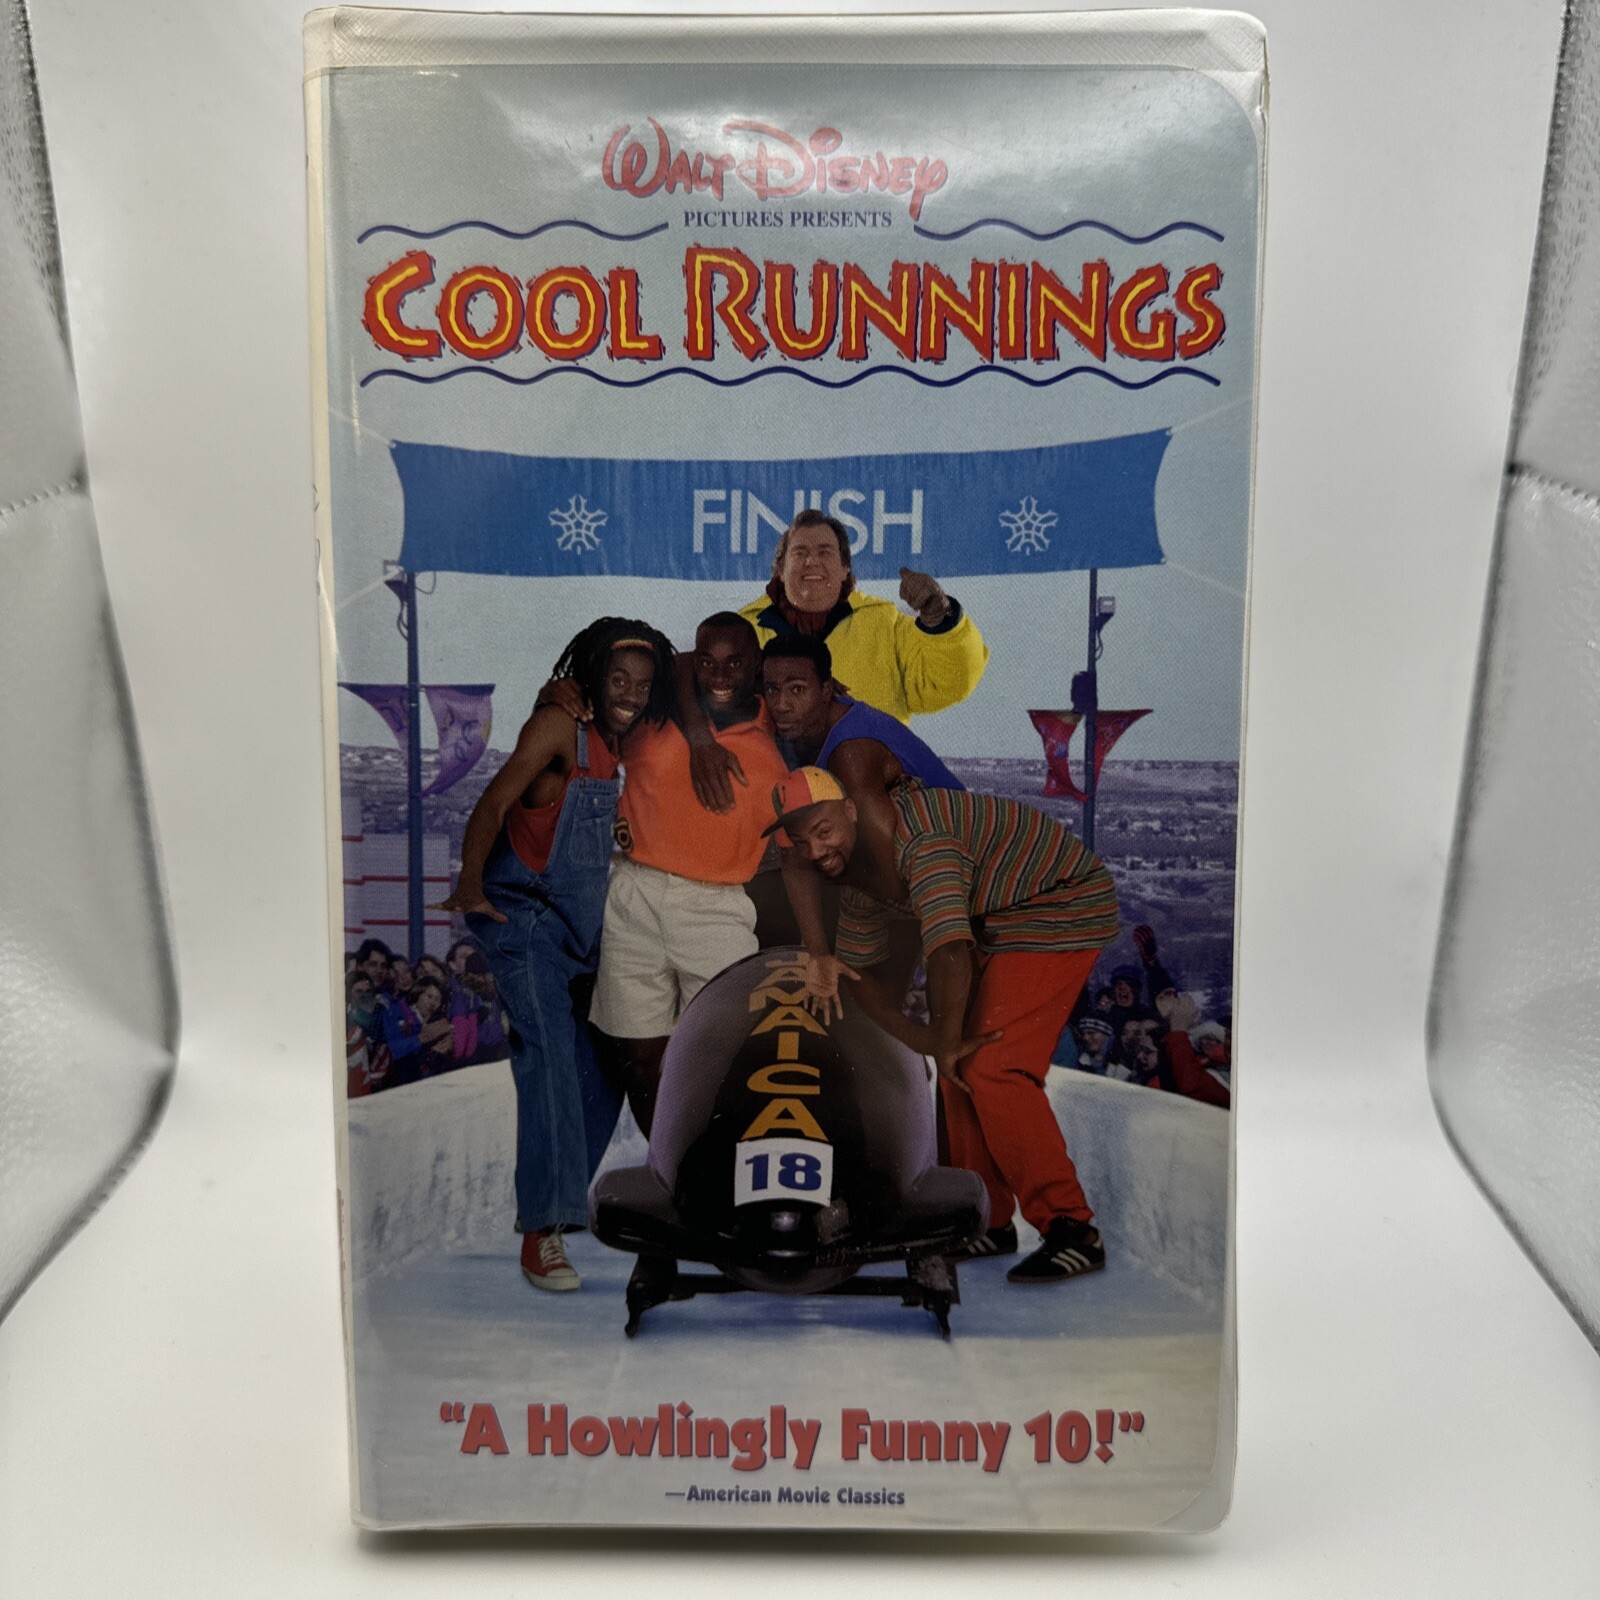 WALT DISNEY
PICTURES PRESENTS
COOL RUNNINGS
FINISH
JAMAICA
18
"A Howlingly Funny 10!"
—American Movie Classics